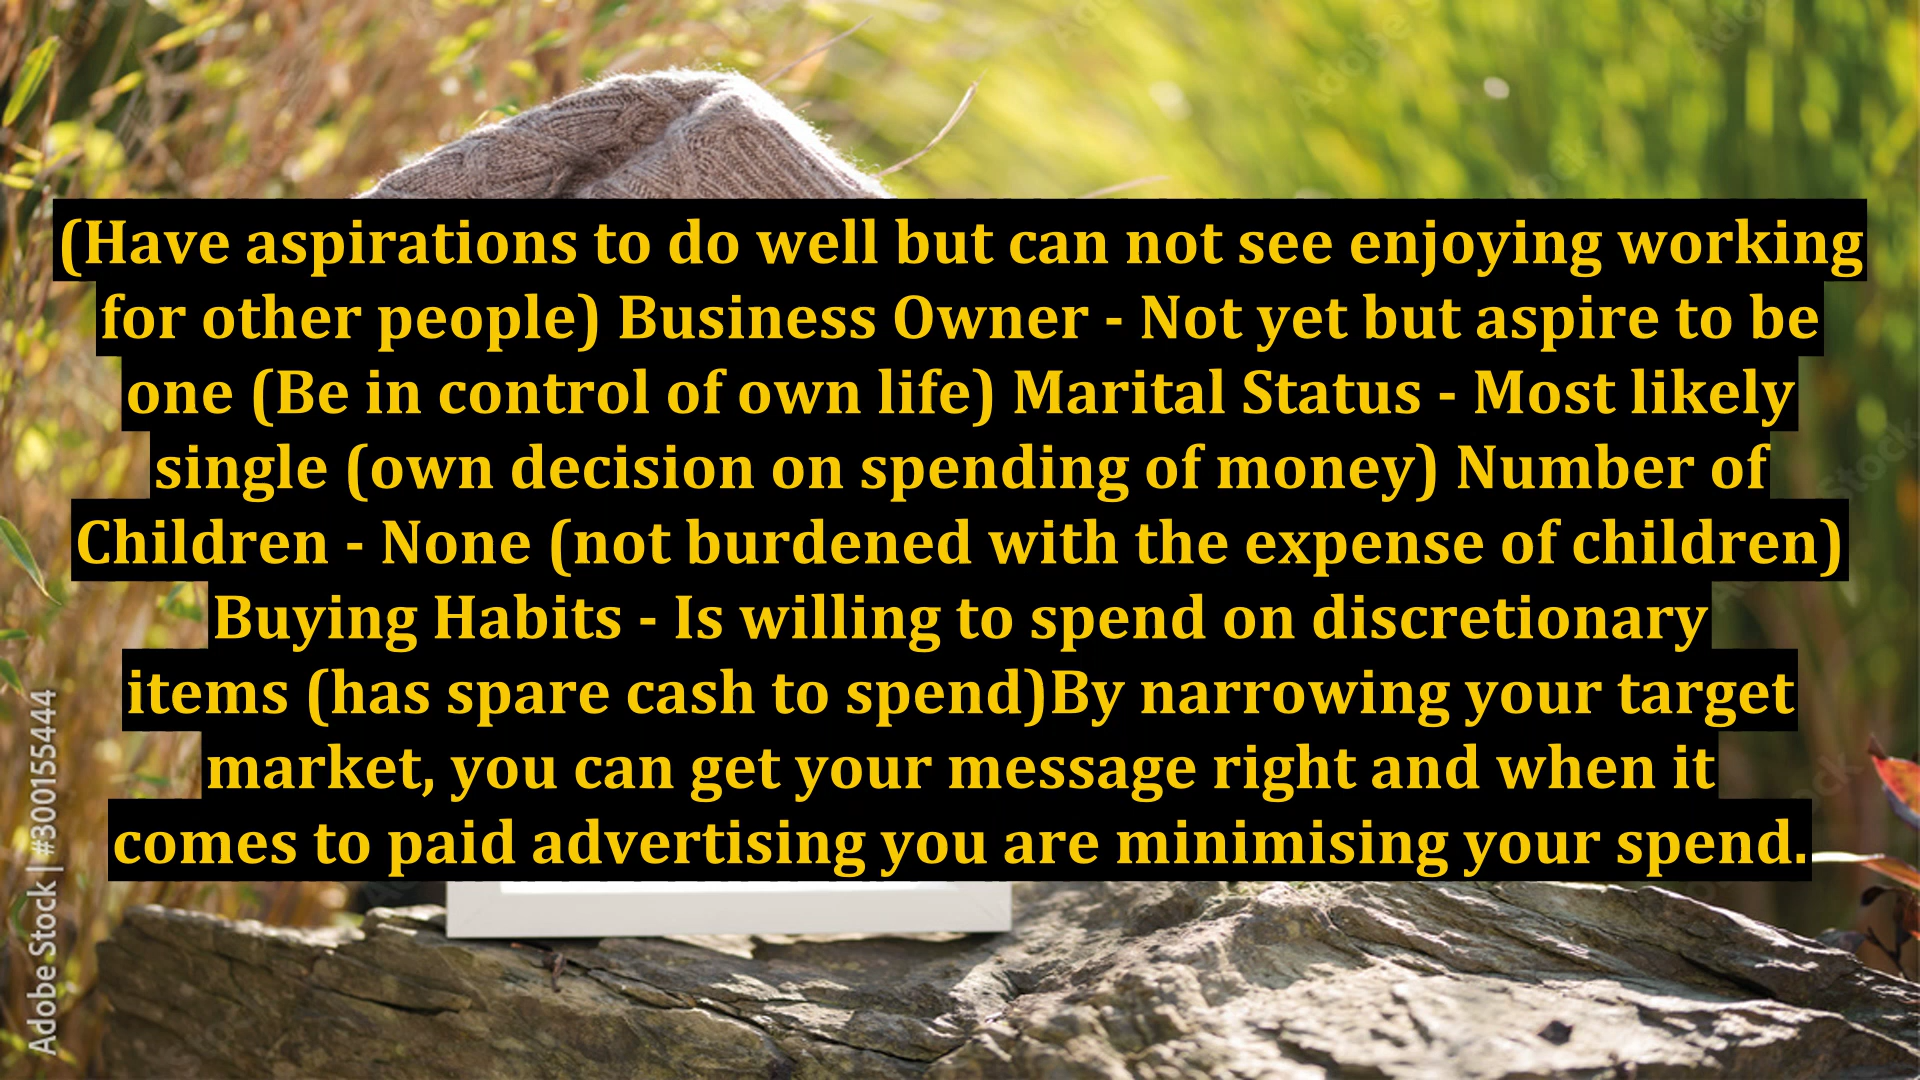 (Have aspirations to do well but can not see enjoying working
for other people) Business Owner - Not yet but aspire to be
one (Be in control of own life) Marital Status - Most likely
single (own decision on spending of money) Number of
Children - None (not burdened with the expense of children)
Buying Habits - Is willing to spend on discretionary
items (has spare cash to spend)By narrowing your target
market, you can get your message right and when it
comes to paid advertising you are minimising your spend.
Adobe Stock | #300155444